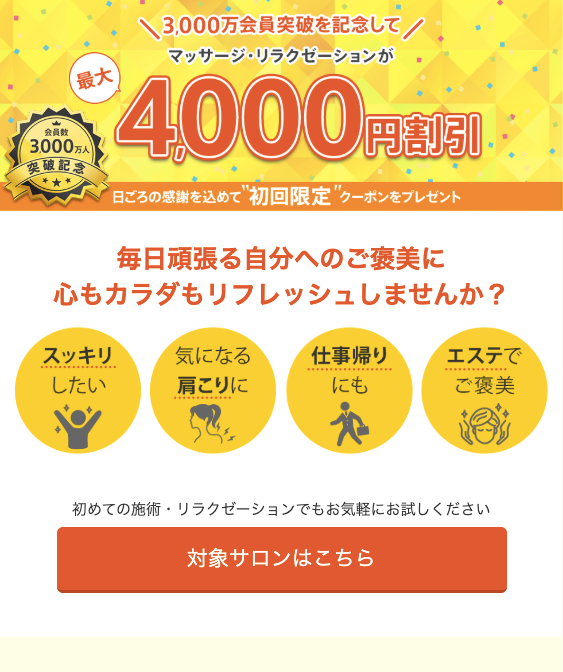 3,000万会員突破を記念して
マッサージ・リラクゼーションが
最大
4,000円割引
会員数
3000万人
突破記念
日ごろの感謝を込めて"初回限定"クーポンをプレゼント
毎日頑張る自分へのご褒美に
心もカラダもリフレッシュしませんか？
スッキリ
したい
気になる
肩こりに
仕事帰り
にも
エステで
ご褒美
初めての施術・リラクゼーションでもお気軽にお試しください
対象サロンはこちら